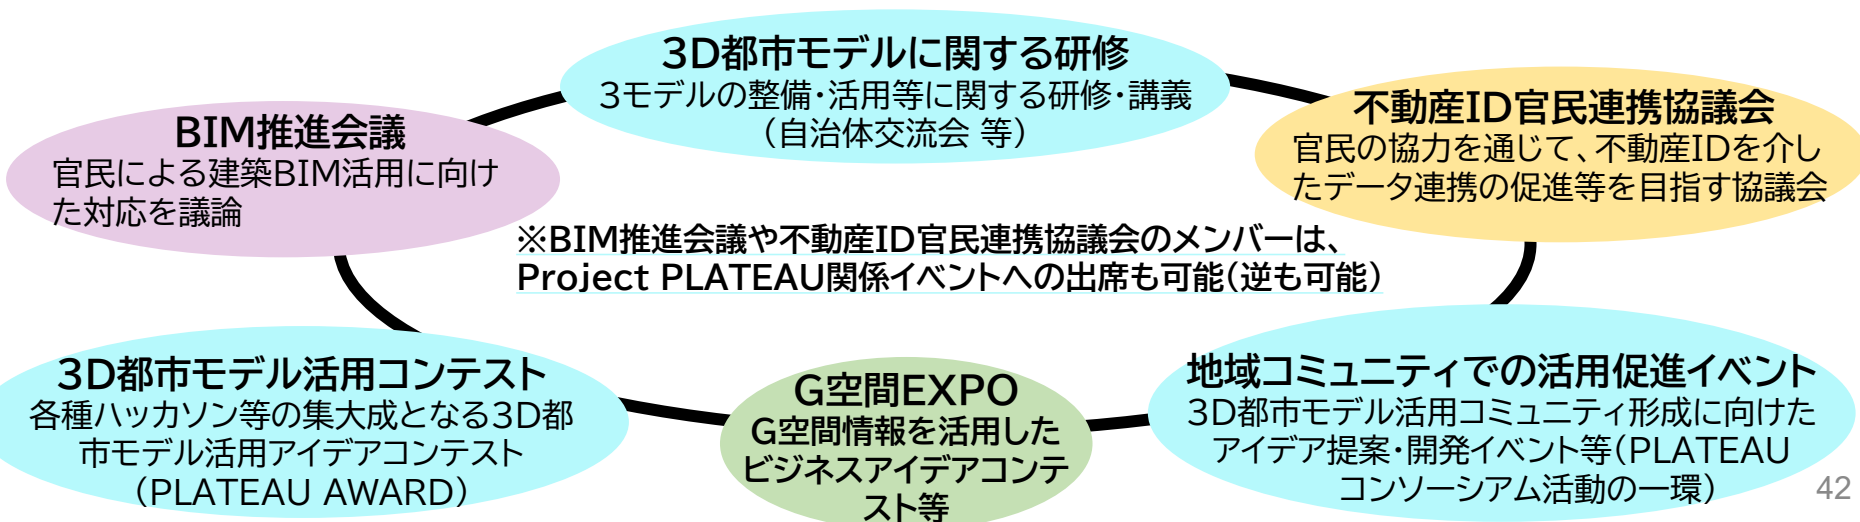 3D都市モデルに関する研修
3モデルの整備・活用等に関する研修・講義
（自治体交流会 等）
BIM推進会議
官民による建築BIM活用に向け
た対応を議論
不動産ID官民連携協議会
官民の協力を通じて、不動産IDを介し
たデータ連携の促進等を目指す協議会
※BIM推進会議や不動産ID官民連携協議会のメンバーは、
Project PLATEAU関係イベントへの出席も可能（逆も可能）
3D都市モデル活用コンテスト
各種ハッカソン等の集大成となる3D都
市モデル活用アイデアコンテスト
（PLATEAU AWARD）
G空間EXPO
G空間情報を活用した
ビジネスアイデアコンテ
スト等
地域コミュニティでの活用促進イベント
3D都市モデル活用コミュニティ形成に向けた
アイデア提案・開発イベント等（PLATEAU
コンソーシアム活動の一環）
42